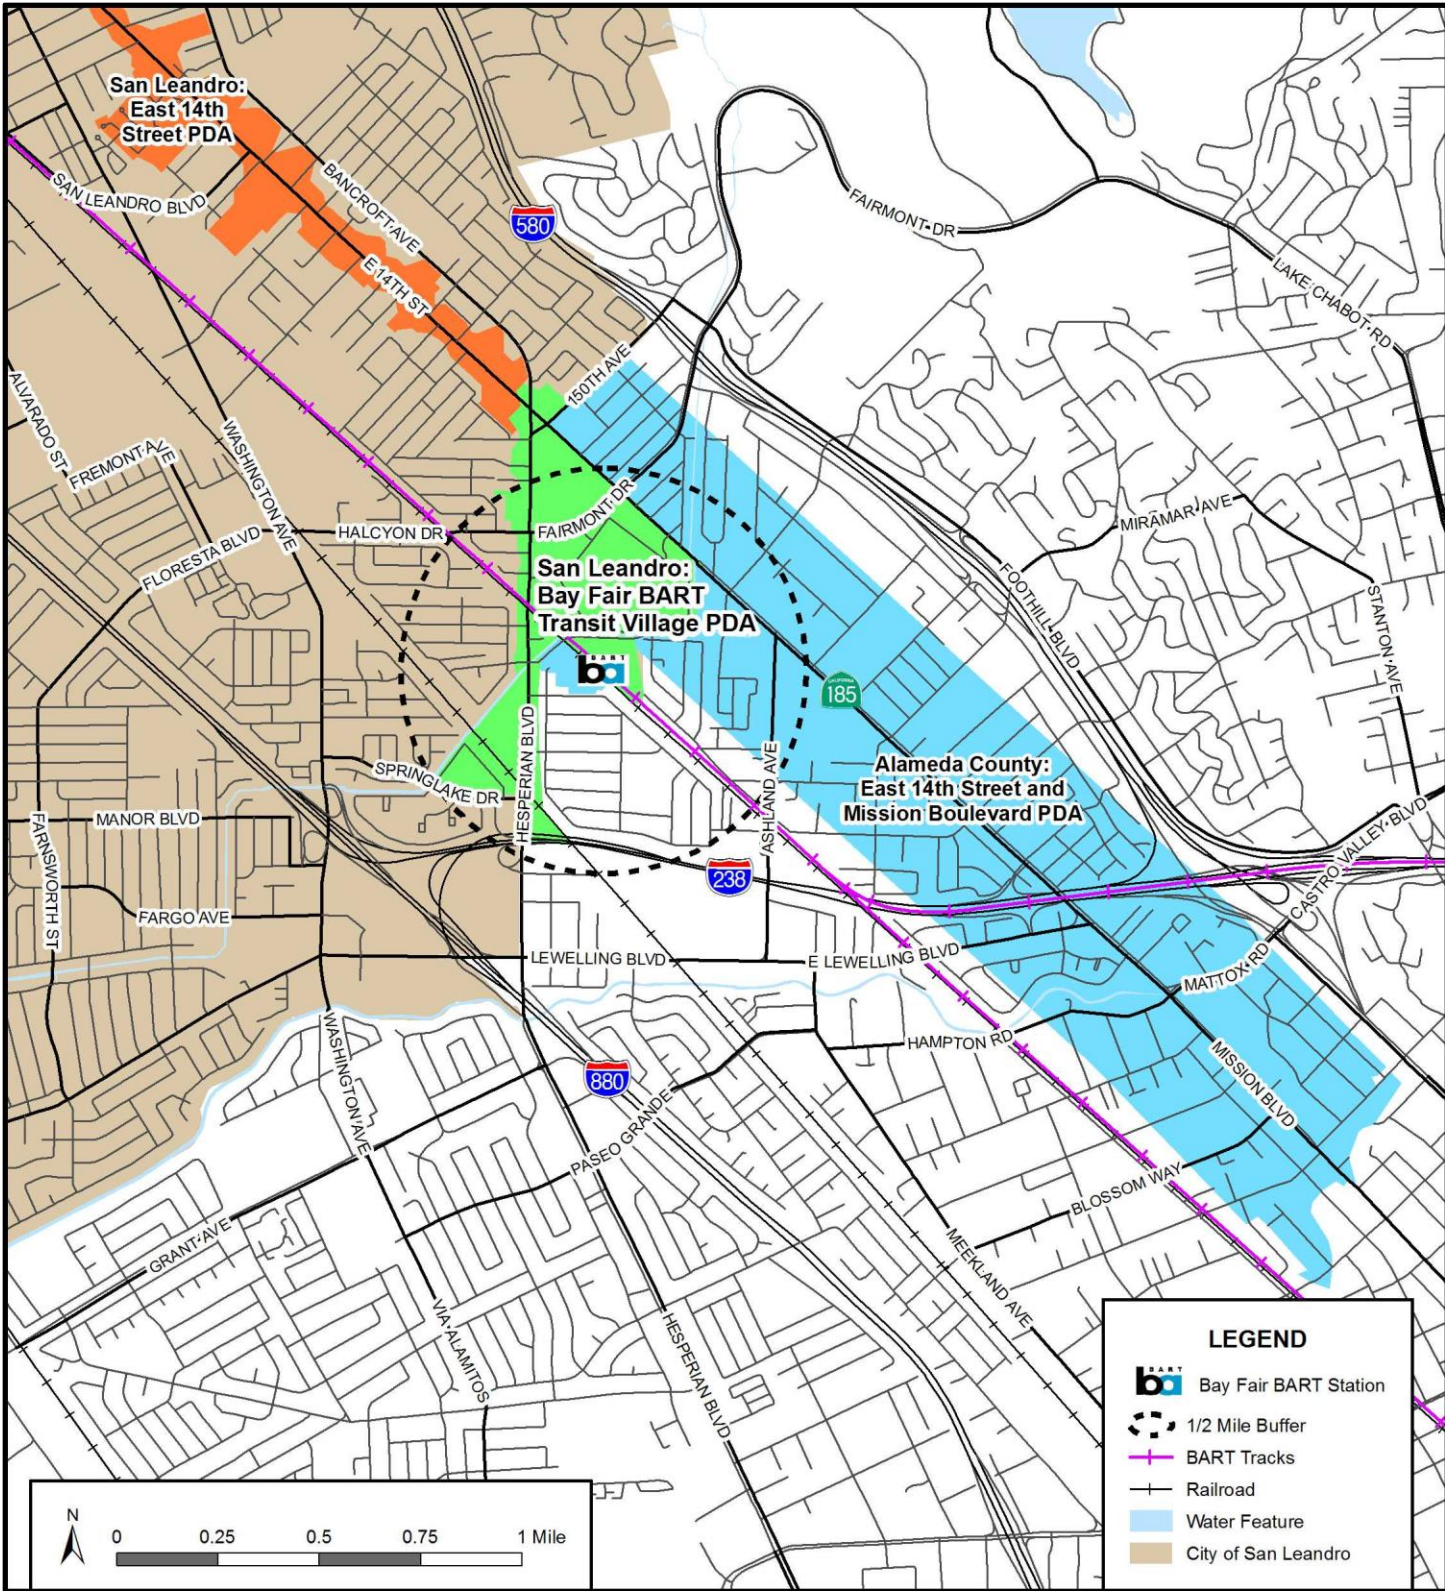 San Leandro:
East 14th
Street PDA
SAN LEANDRO BLVD
BANCROFT AVE
580
FAIRMONT DR
E 14TH ST
LAKE CHABOT RD
150TH AVE
ALVARADO ST
WASHINGTON AVE
FREMONT AVE
FLORESTA BLVD
HALCYON DR
FAIRMONT DR
MIRAMAR AVE
San Leandro:
Bay Fair BART
Transit Village PDA
FOOTHILL BLVD
STANTON AVE
BART
ba
CALIFORNIA
185
HESPERIAN BLVD
SPRINGLAKE DR
ASHLAND AVE
Alameda County:
East 14th Street and
Mission Boulevard PDA
MANOR BLVD
FARNSWORTH ST
238
CASTRO VALLEY BLVD
FARGO AVE
LEWELLING BLVD
E LEWELLING BLVD
MATTOX RD
WASHINGTON AVE
HAMPTON RD
MISSION BLVD
880
PASEO GRANDE
BLOSSOM WAY
GRANT AVE
MEEKLAND AVE
VIA ALAMITOS
HESPERIAN BLVD
LEGEND
BART
ba
Bay Fair BART Station
1/2 Mile Buffer
BART Tracks
Railroad
Water Feature
City of San Leandro
N
0 0.25 0.5 0.75 1 Mile